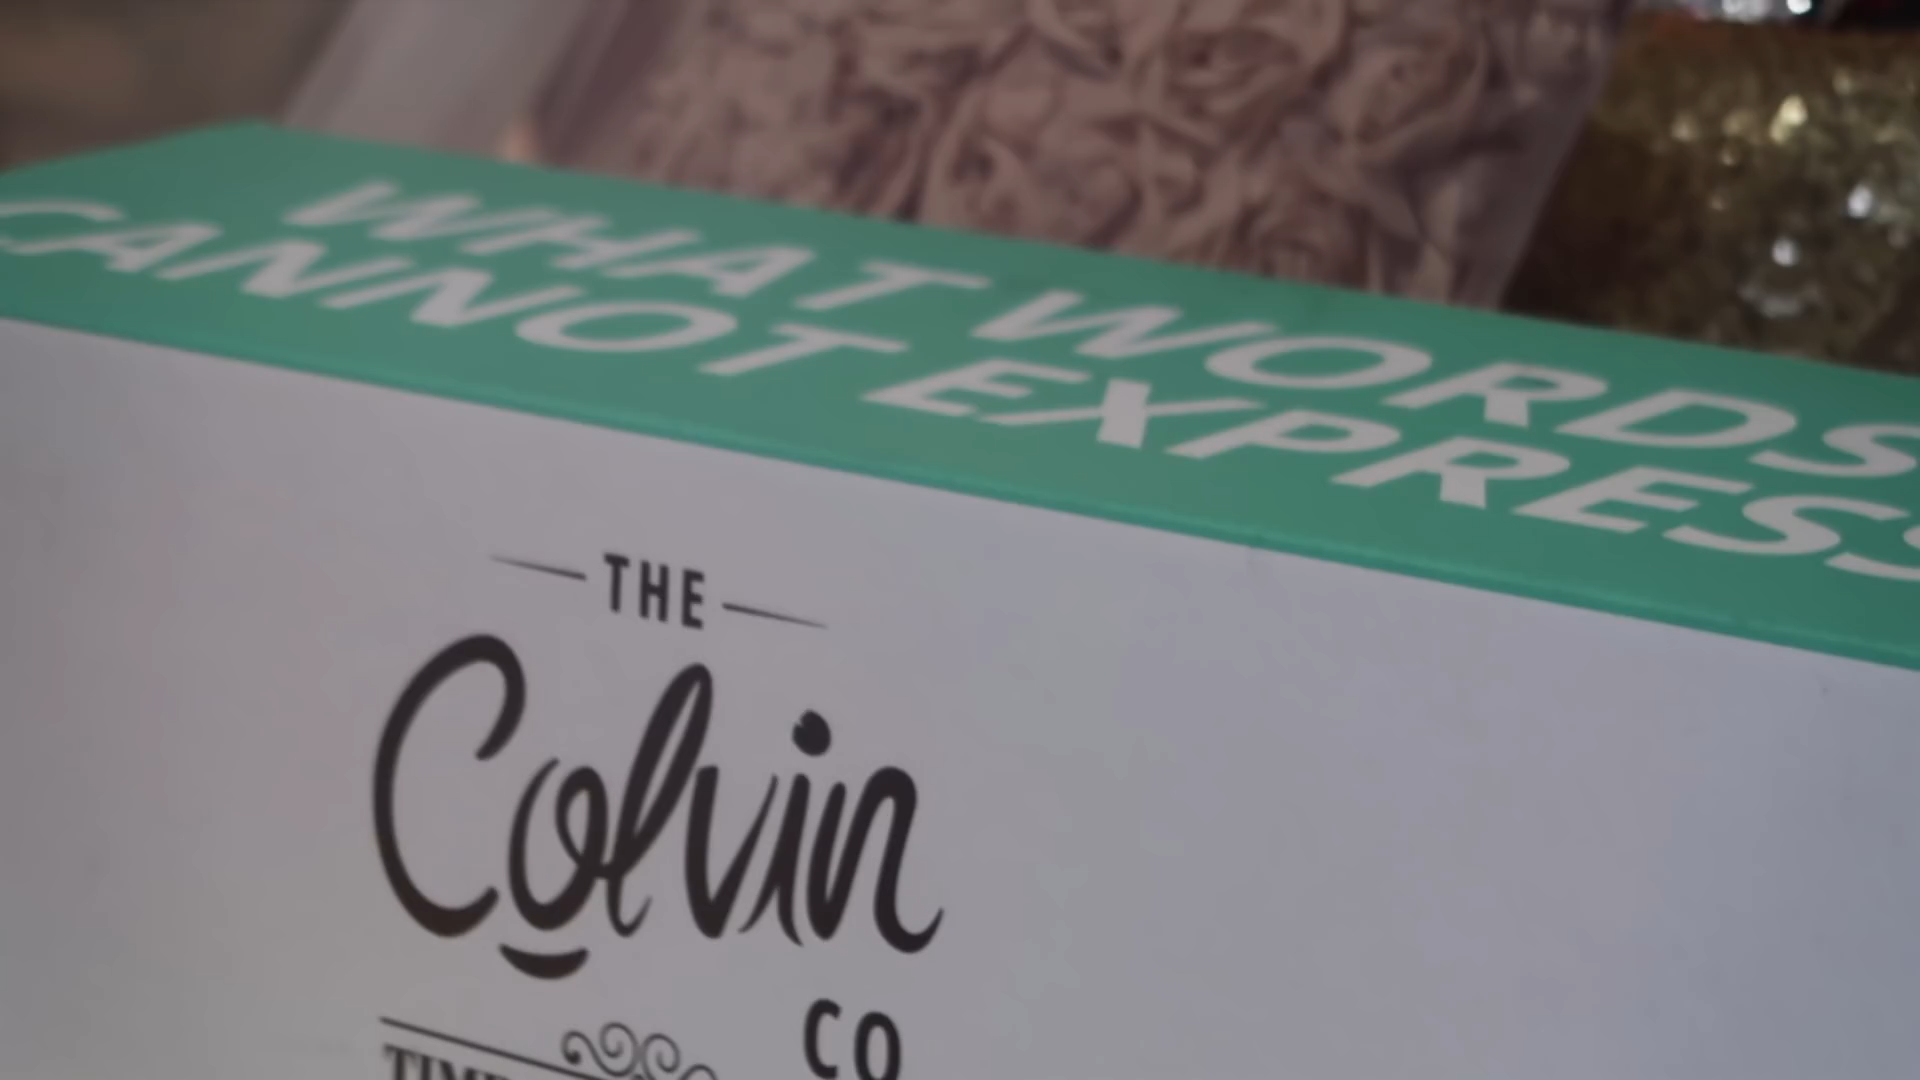 WHAT WORDS
CANNOT EXPRESS
THE
Colvin
CO